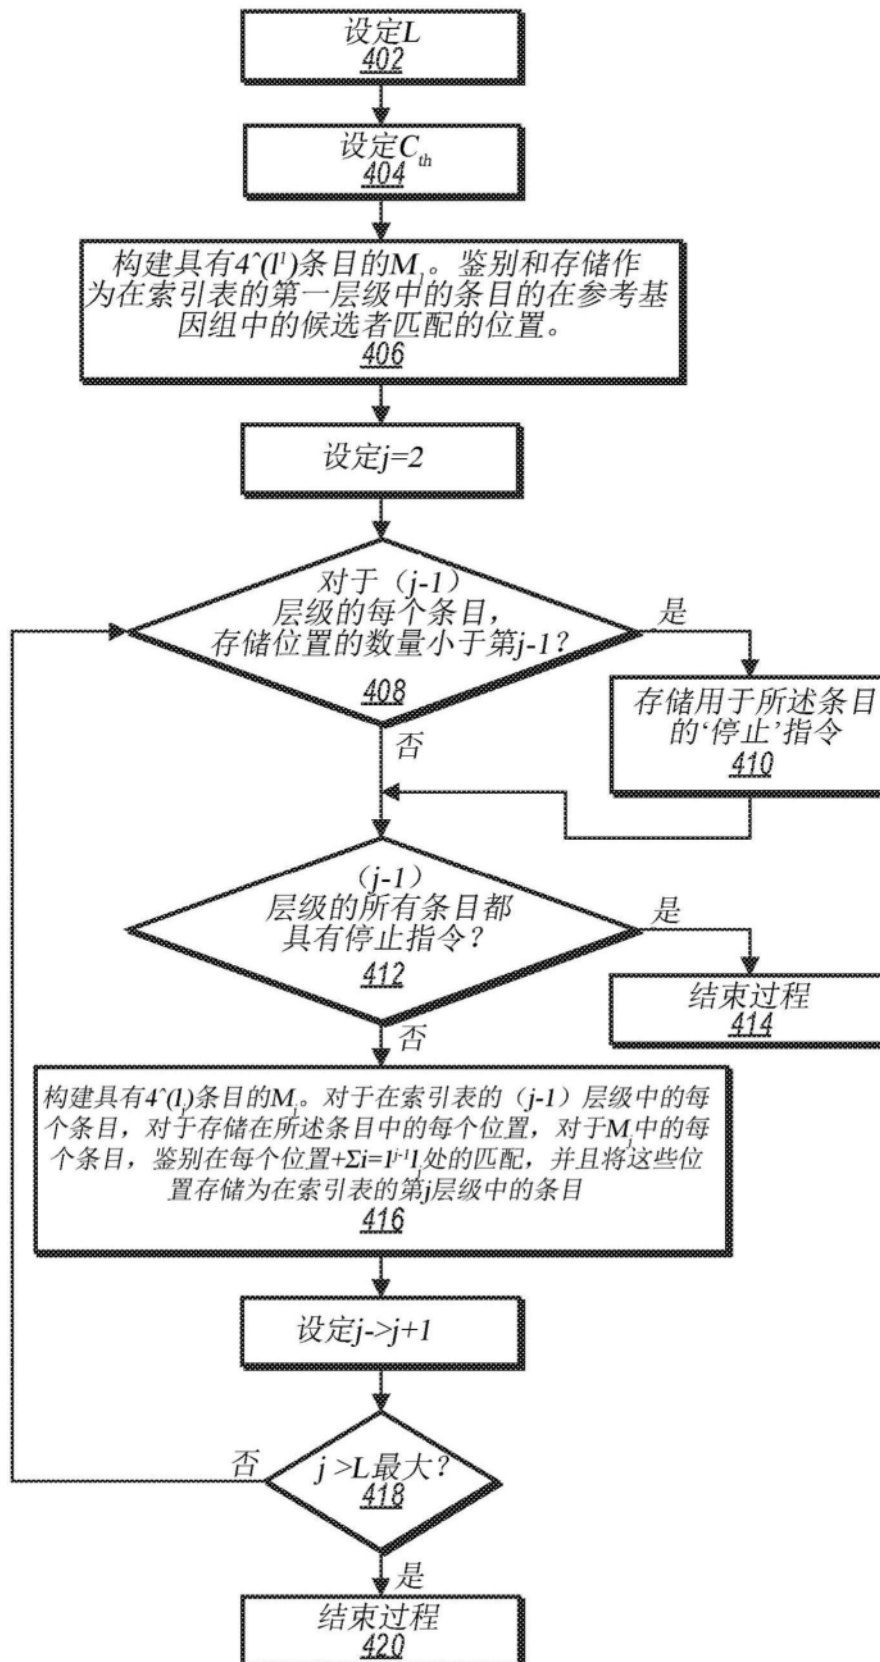 设定L
402
设定C_th
404
构建具有4^(l^1)条目的M_j。鉴别和存储作
为在索引表的第一层级中的条目的在参考基
因组中的候选者匹配的位置。
406
设定j=2
对于（j-1）
层级的每个条目，
存储位置的数量小于第j-1？
408
是
否
存储用于所述条目
的‘停止’指令
410
（j-1）
层级的所有条目都
具有停止指令？
412
是
否
结束过程
414
构建具有4^(l_j)条目的M_j。对于在索引表的（j-1）层级中的每
个条目，对于存储在所述条目中的每个位置，对于M_j中的每
个条目，鉴别在每个位置+Σi=1^{j-1}l_j处的匹配，并且将这些位
置存储为在索引表的第j层级中的条目
416
设定j->j+1
j >L最大？
418
否
是
结束过程
420